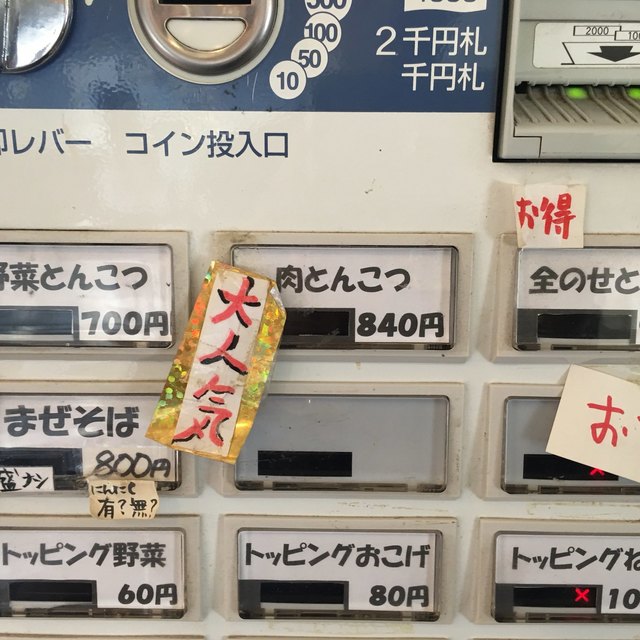 500
100
50
10
2千円札
千円札
2000
却レバー
コイン投入口
お得
野菜とんこつ
700円
大人気
肉とんこつ
840円
全のせと
まぜそば
800円
盛ナシ
にんにく
有?無?
お
トッピング野菜
60円
トッピングおこげ
80円
トッピングね
10